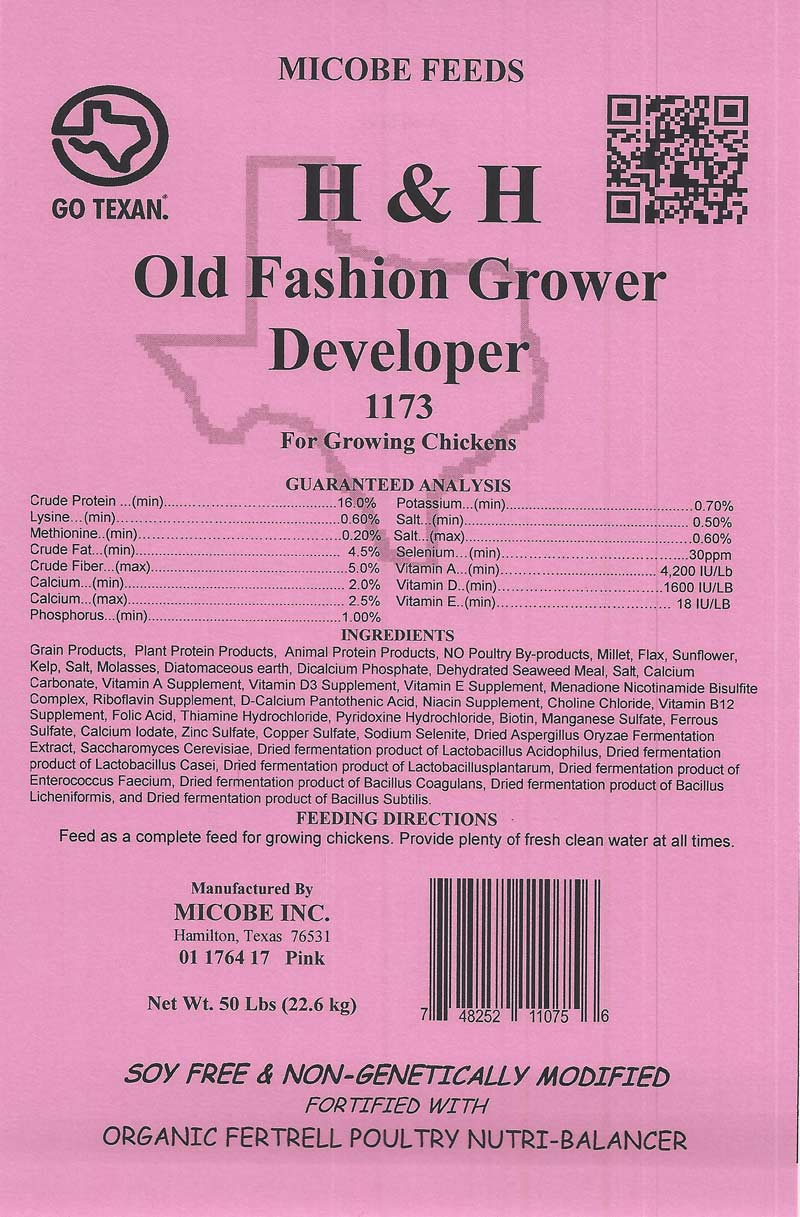 MICOBE FEEDS
GO TEXAN.®
H & H
Old Fashion Grower
Developer
1173
For Growing Chickens
GUARANTEED ANALYSIS
Crude Protein ...(min)..........16.0%
Lysine...(min)..........0.60%
Methionine..(min)..........0.20%
Crude Fat...(min)..........4.5%
Crude Fiber...(max)..........5.0%
Calcium...(min)..........2.0%
Calcium...(max)..........2.5%
Phosphorus...(min)..........1.00%
Potassium...(min)..........0.70%
Salt...(min)..........0.50%
Salt...(max)..........0.60%
Selenium...(min)..........30ppm
Vitamin A...(min)..........4,200 IU/Lb
Vitamin D..(min)..........1600 IU/LB
Vitamin E..(min)..........18 IU/LB
INGREDIENTS
Grain Products, Plant Protein Products, Animal Protein Products, NO Poultry By-products, Millet, Flax, Sunflower,
Kelp, Salt, Molasses, Diatomaceous earth, Dicalcium Phosphate, Dehydrated Seaweed Meal, Salt, Calcium
Carbonate, Vitamin A Supplement, Vitamin D3 Supplement, Vitamin E Supplement, Menadione Nicotinamide Bisulfite
Complex, Riboflavin Supplement, D-Calcium Pantothenic Acid, Niacin Supplement, Choline Chloride, Vitamin B12
Supplement, Folic Acid, Thiamine Hydrochloride, Pyridoxine Hydrochloride, Biotin, Manganese Sulfate, Ferrous
Sulfate, Calcium Iodate, Zinc Sulfate, Copper Sulfate, Sodium Selenite, Dried Aspergillus Oryzae Fermentation
Extract, Saccharomyces Cerevisiae, Dried fermentation product of Lactobacillus Acidophilus, Dried fermentation
product of Lactobacillus Casei, Dried fermentation product of Lactobacillusplantarum, Dried fermentation product of
Enterococcus Faecium, Dried fermentation product of Bacillus Coagulans, Dried fermentation product of Bacillus
Licheniformis, and Dried fermentation product of Bacillus Subtilis.
FEEDING DIRECTIONS
Feed as a complete feed for growing chickens. Provide plenty of fresh clean water at all times.
Manufactured By
MICOBE INC.
Hamilton, Texas 76531
01 1764 17 Pink
Net Wt. 50 Lbs (22.6 kg)
7 48252 11075 6
SOY FREE & NON-GENETICALLY MODIFIED
FORTIFIED WITH
ORGANIC FERTRELL POULTRY NUTRI-BALANCER